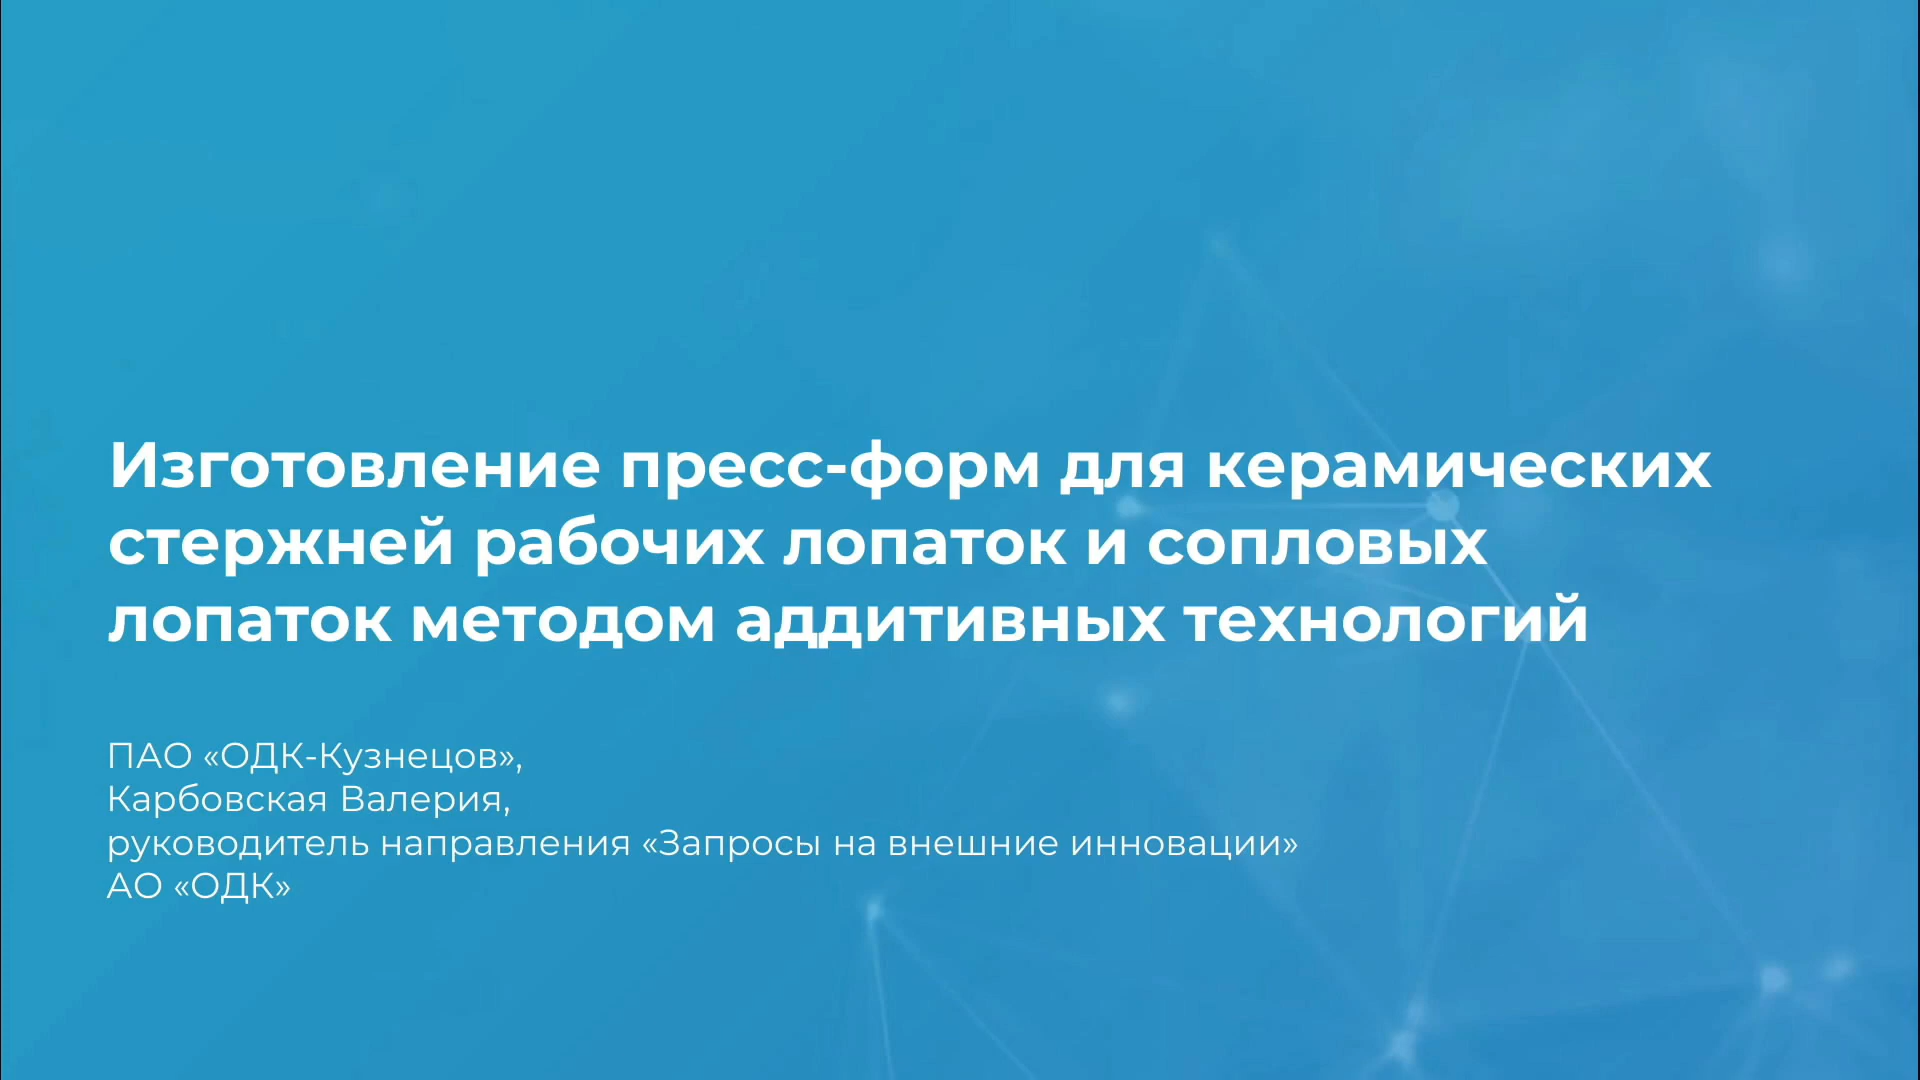 Изготовление пресс-форм для керамических
стержней рабочих лопаток и сопловых
лопаток методом аддитивных технологий
ПАО «ОДК-Кузнецов»,
Карбовская Валерия,
руководитель направления «Запросы на внешние инновации»
АО «ОДК»